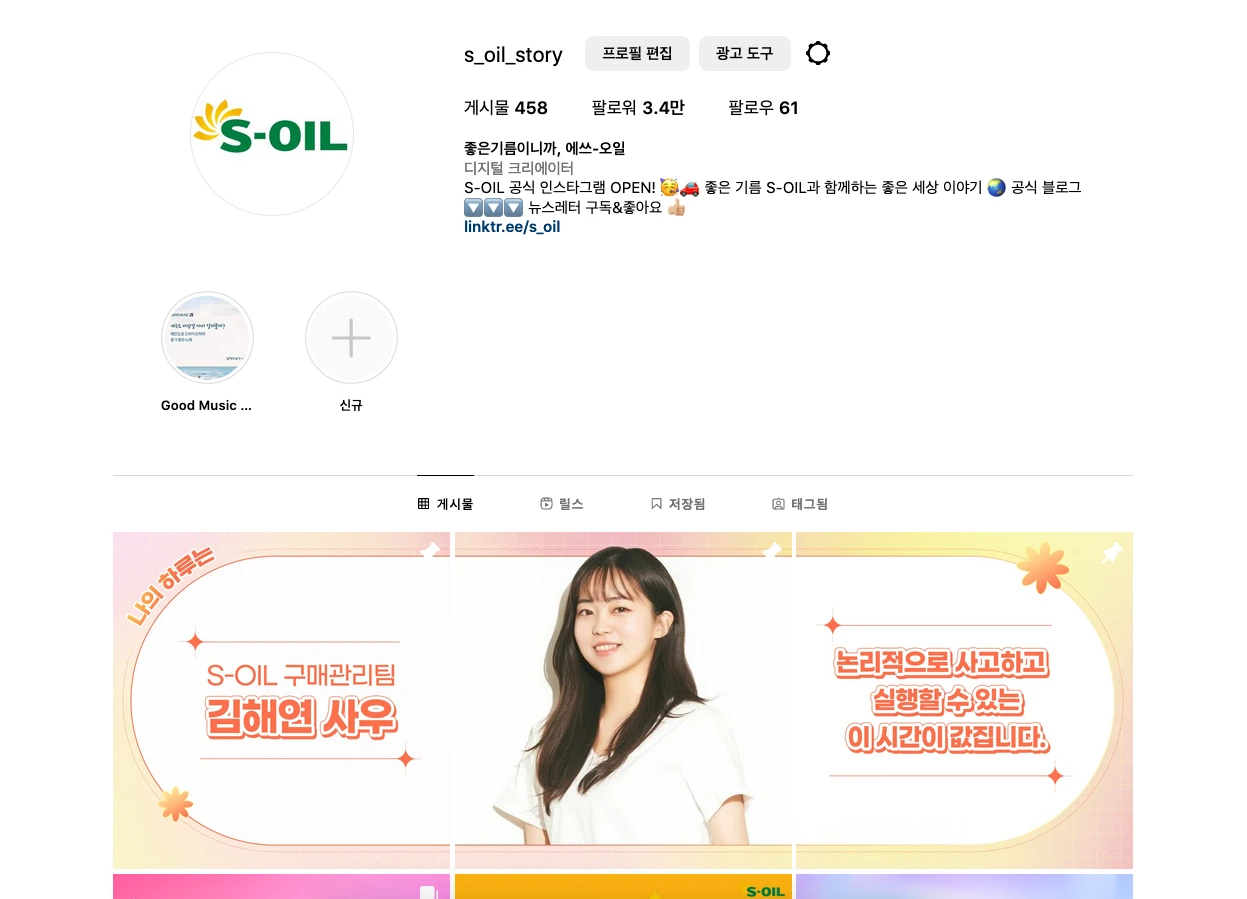 s_oil_story 프로필 편집 광고 도구
게시물 458 팔로워 3.4만 팔로우 61
좋은기름이니까, 에쓰-오일
디지털 크리에이터
S-OIL 공식 인스타그램 OPEN! 🥳🚗 좋은 기름 S-OIL과 함께하는 좋은 세상 이야기 🌏 공식 블로그
🔽🔽🔽 뉴스레터 구독&좋아요 👍🏼
linktr.ee/s_oil
S-OIL
Good Music ...
신규
게시물 릴스 저장됨 태그됨
나의 하루는
S-OIL 구매관리팀
김해연 사우
논리적으로 사고하고
실행할 수 있는
이 시간이 값집니다.
S-OIL